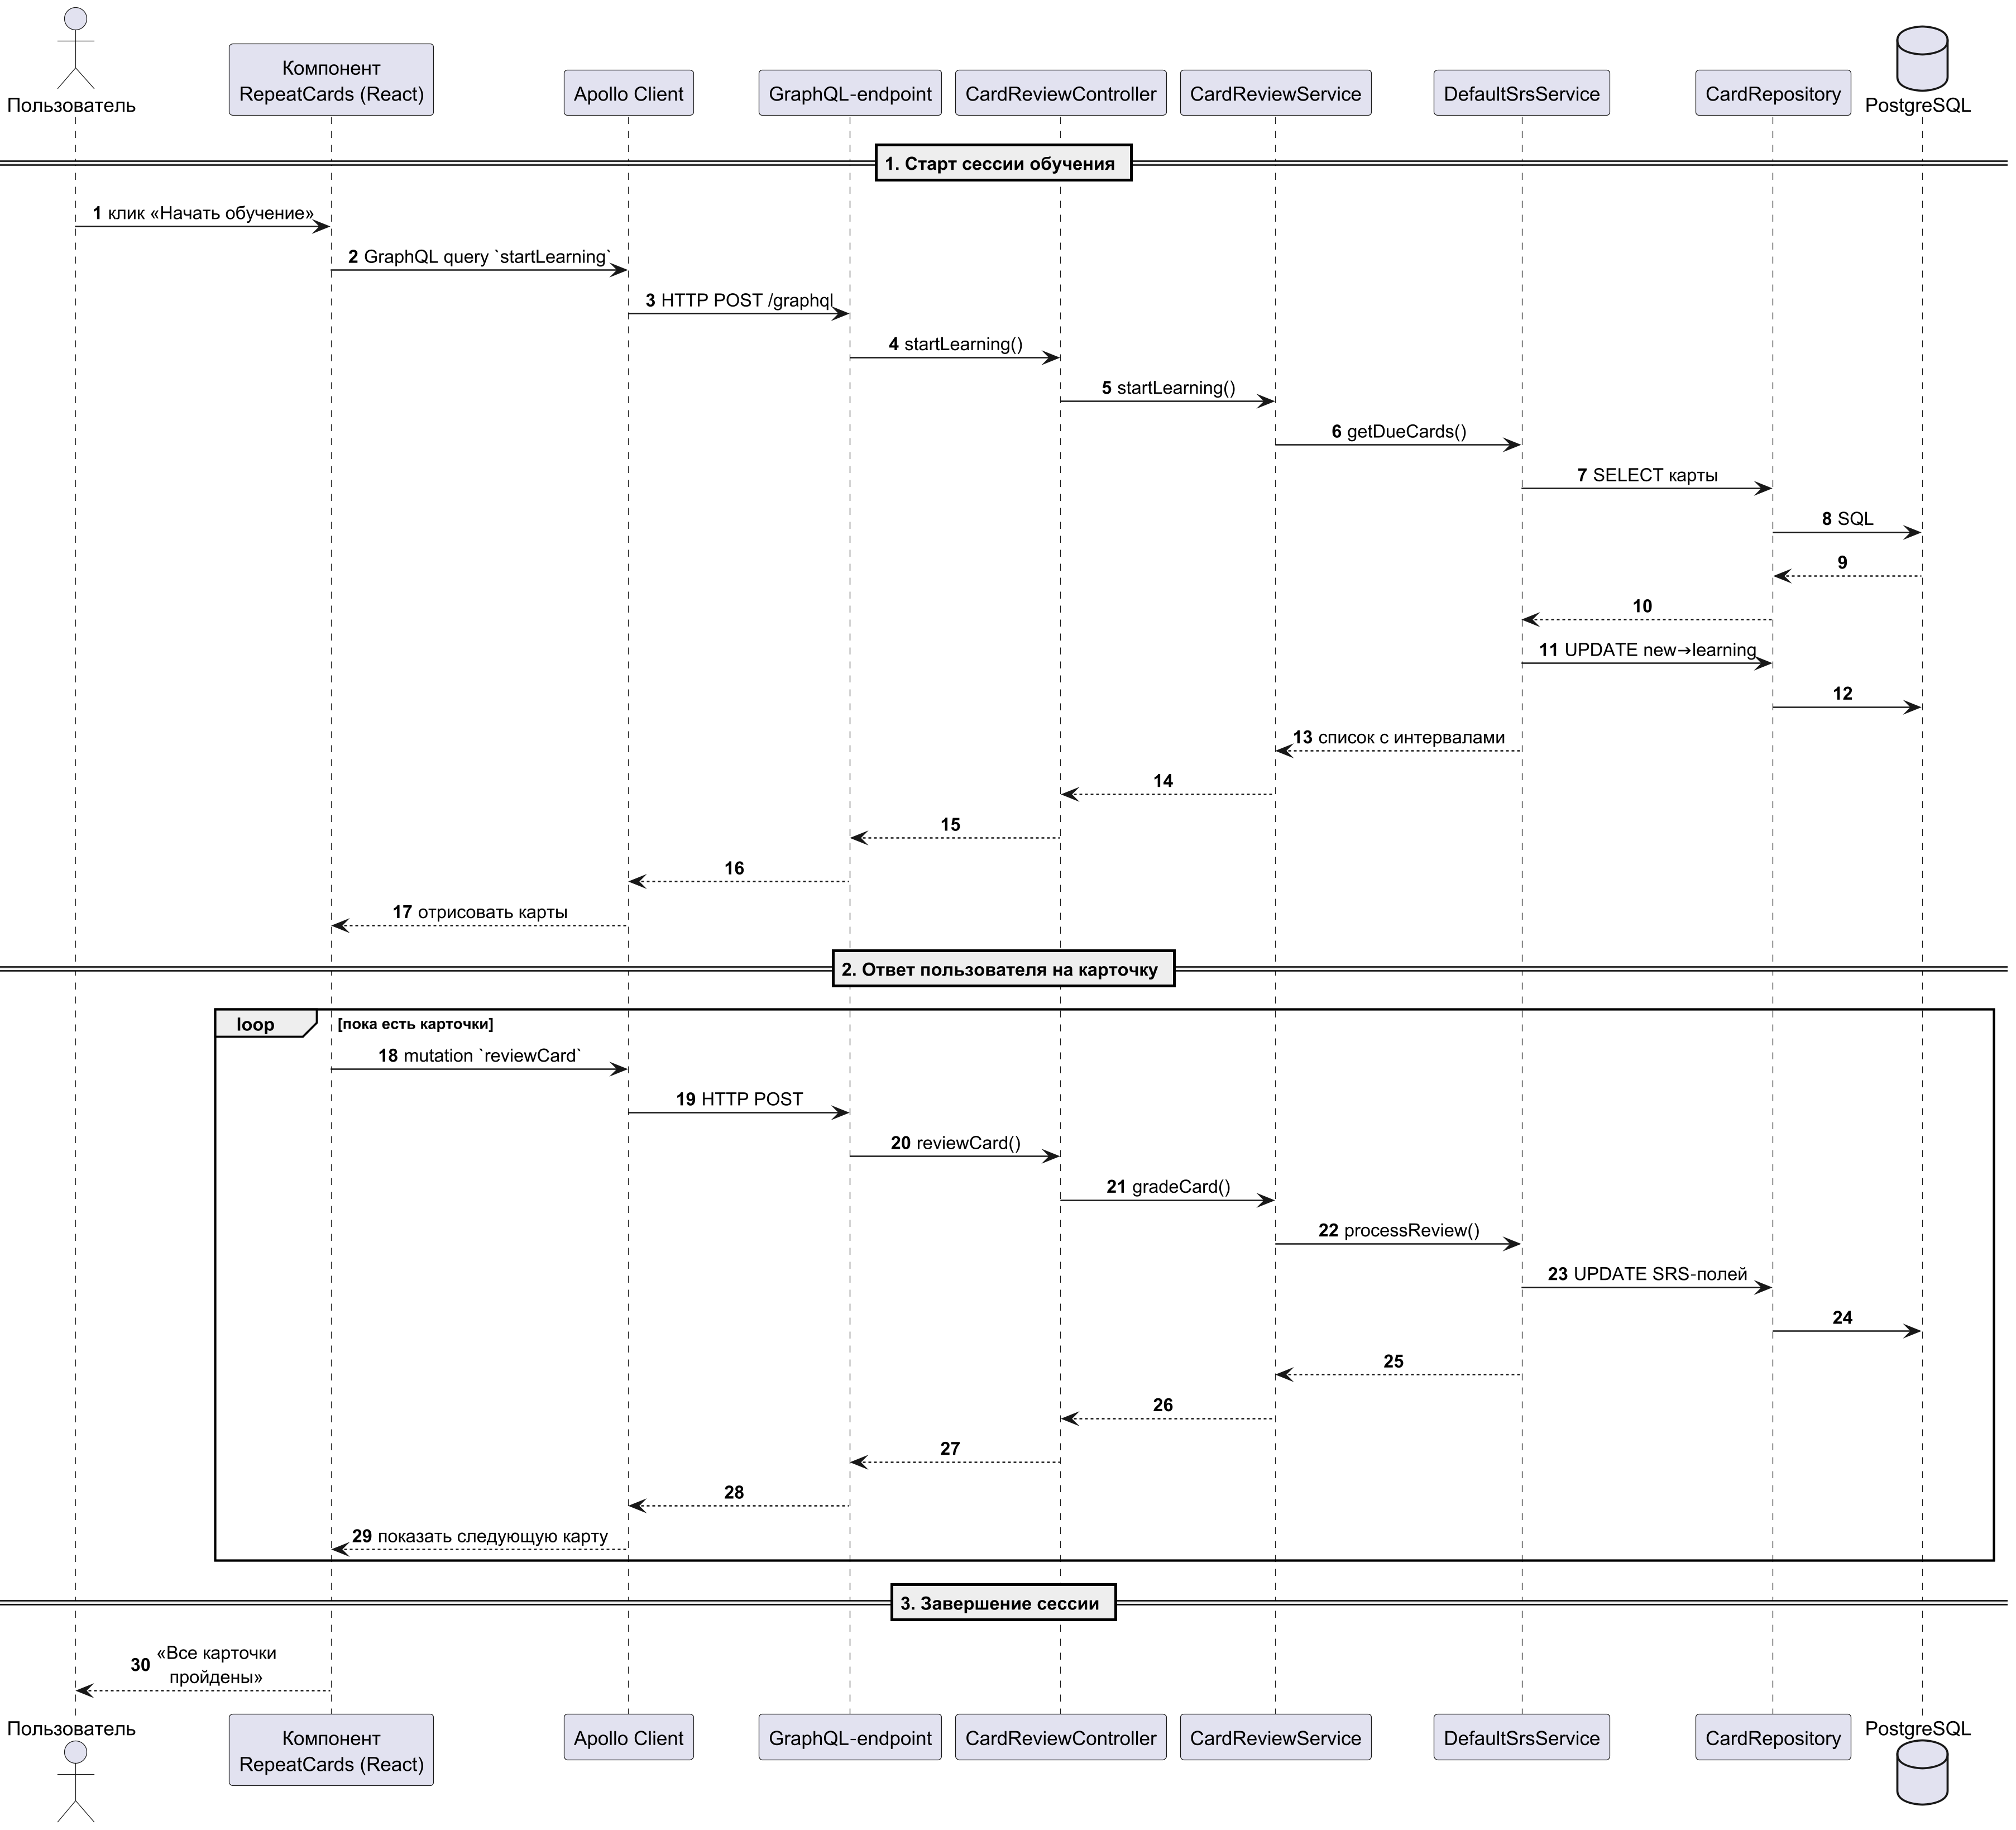 Пользователь
Компонент
RepeatCards (React)
Apollo Client
GraphQL-endpoint
CardReviewController
CardReviewService
DefaultSrsService
CardRepository
PostgreSQL
1. Старт сессии обучения
1 клик «Начать обучение»
2 GraphQL query `startLearning`
3 HTTP POST /graphql
4 startLearning()
5 startLearning()
6 getDueCards()
7 SELECT карты
8 SQL
9
10
11 UPDATE new→learning
12
13 список с интервалами
14
15
16
17 отрисовать карты
2. Ответ пользователя на карточку
loop [пока есть карточки]
18 mutation `reviewCard`
19 HTTP POST
20 reviewCard()
21 gradeCard()
22 processReview()
23 UPDATE SRS-полей
24
25
26
27
28
29 показать следующую карту
3. Завершение сессии
30 «Все карточки
пройдены»
Пользователь
Компонент
RepeatCards (React)
Apollo Client
GraphQL-endpoint
CardReviewController
CardReviewService
DefaultSrsService
CardRepository
PostgreSQL